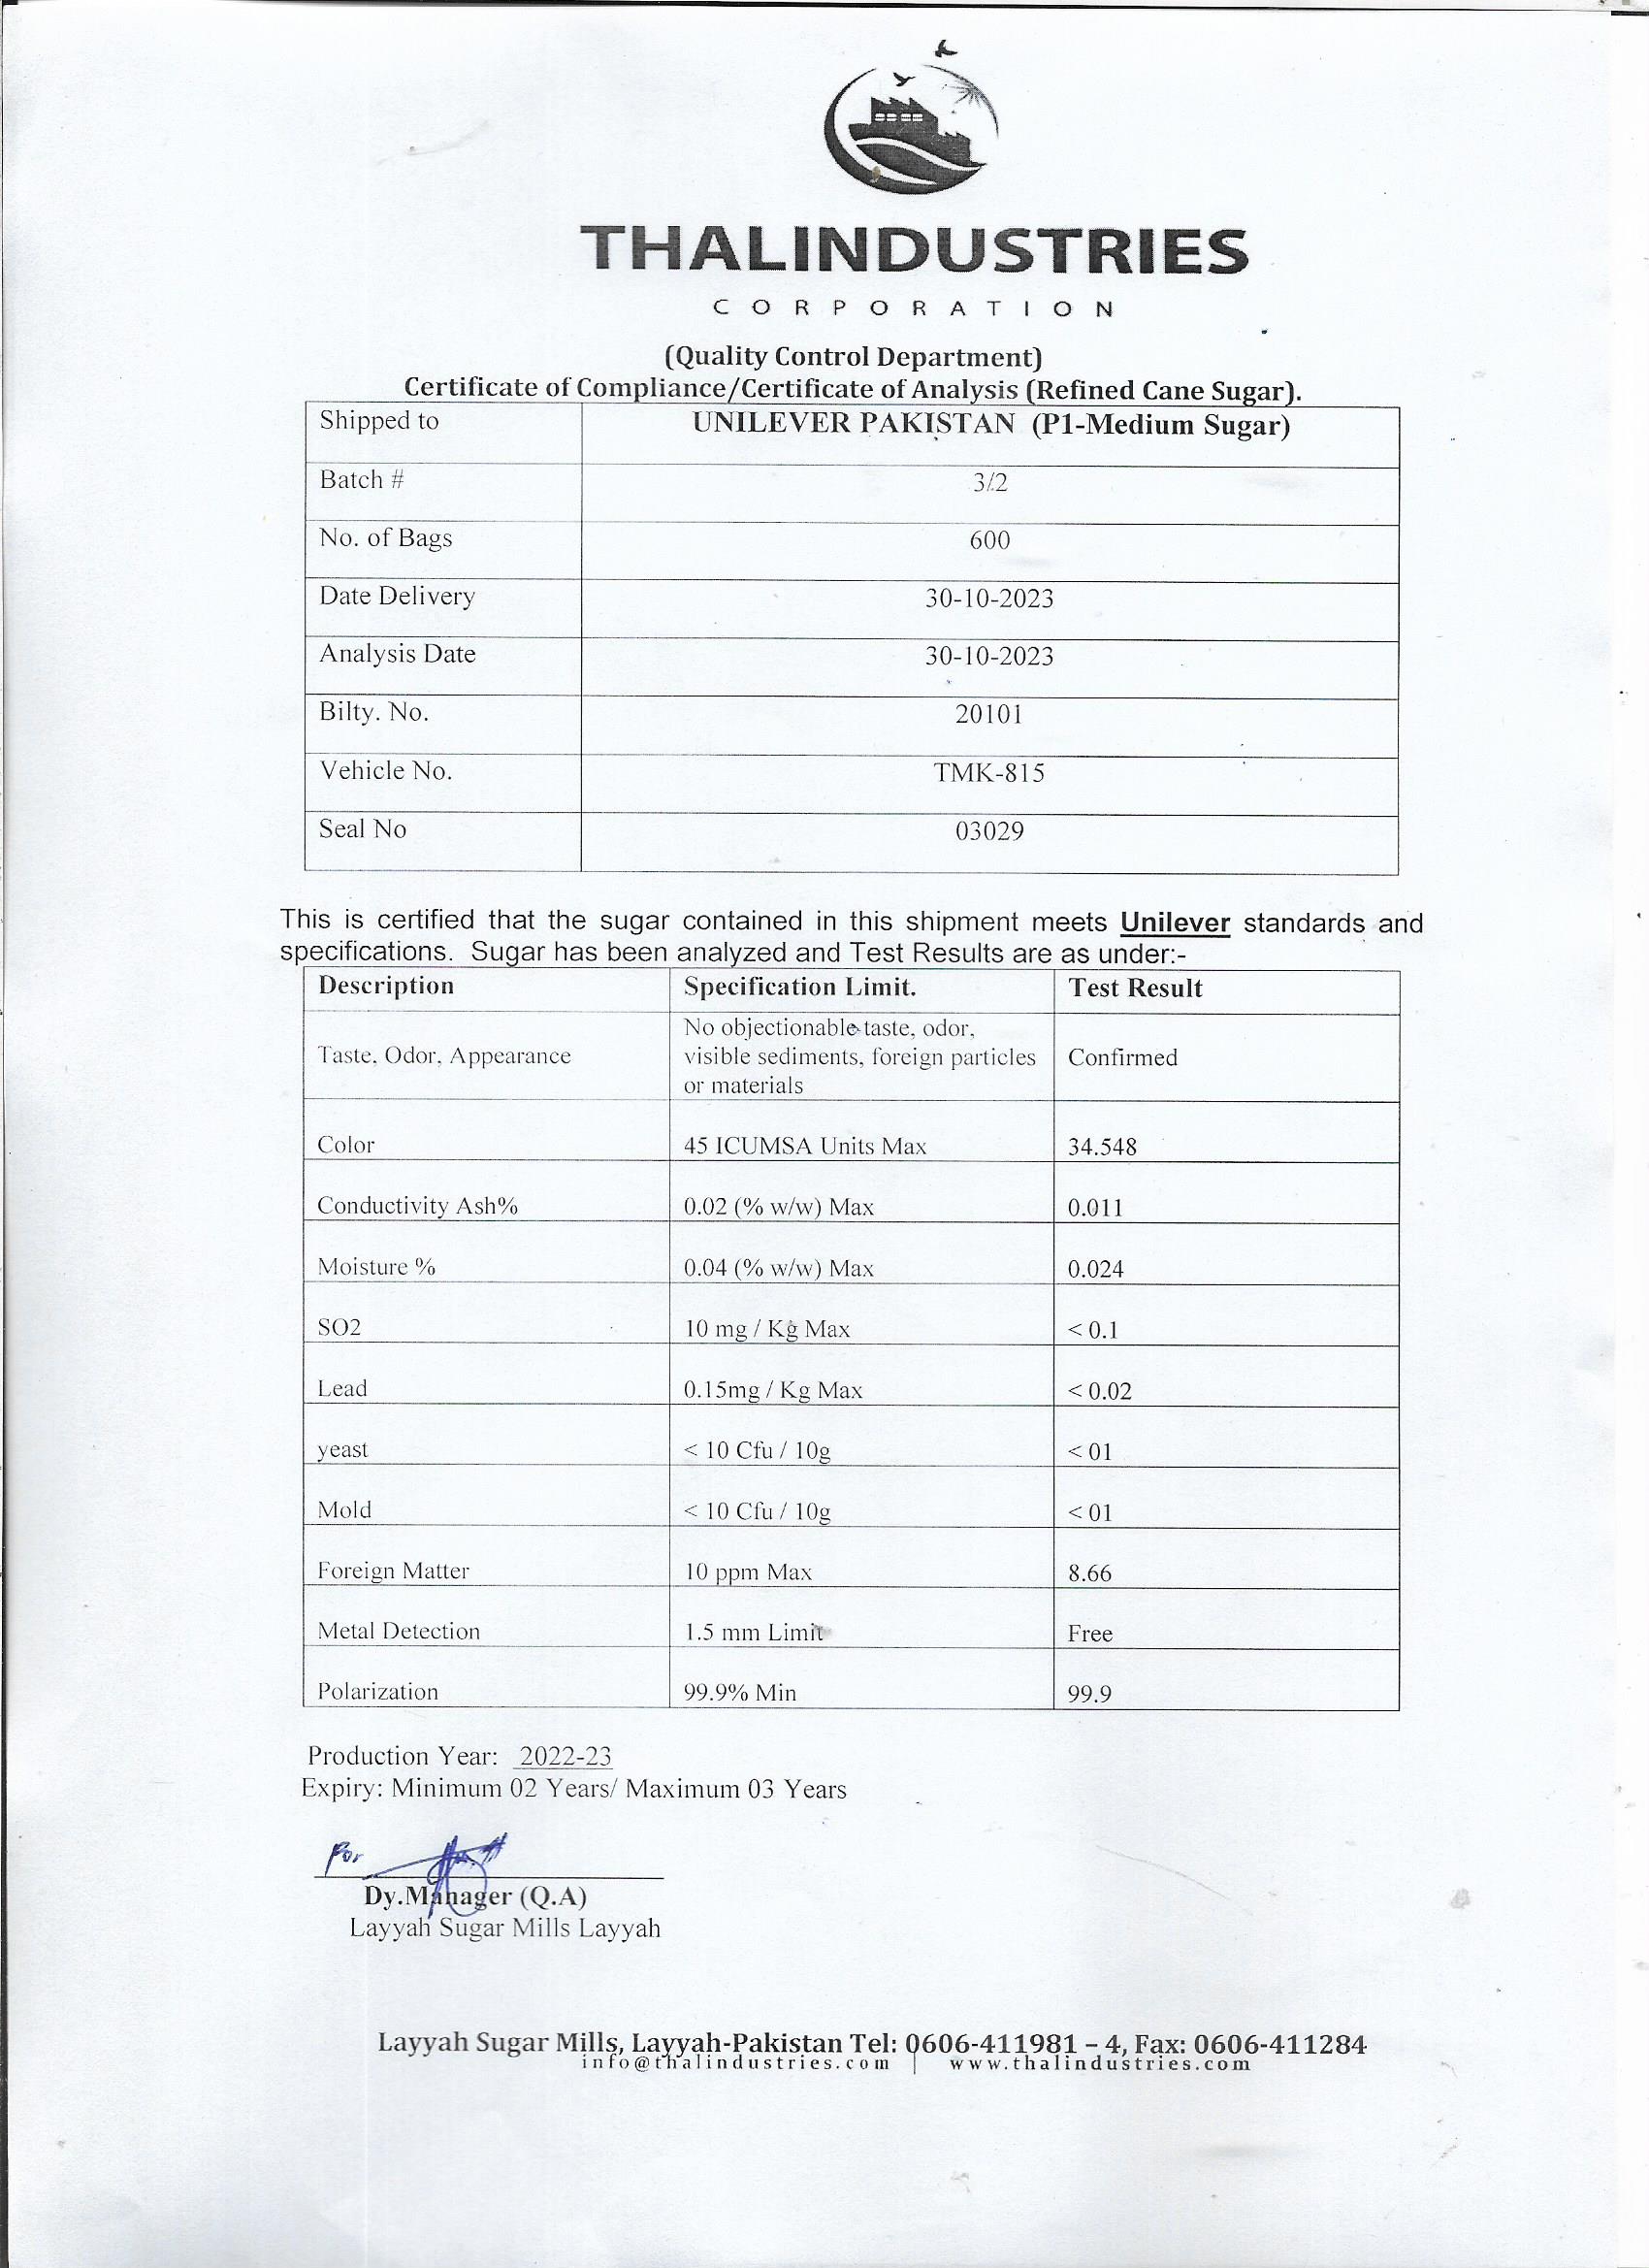 THALINDUSTRIES
CORPORATION
(Quality Control Department)
Certificate of Compliance/Certificate of Analysis (Refined Cane Sugar).
Shipped to UNILEVER PAKISTAN (P1-Medium Sugar)
Batch # 3/2
No. of Bags 600
Date Delivery 30-10-2023
Analysis Date 30-10-2023
Bilty. No. 20101
Vehicle No. TMK-815
Seal No 03029
This is certified that the sugar contained in this shipment meets Unilever standards and
specifications. Sugar has been analyzed and Test Results are as under:-
Description Specification Limit. Test Result
No objectionable taste, odor,
Taste, Odor, Appearance visible sediments, foreign particles Confirmed
or materials
Color 45 ICUMSA Units Max 34.548
Conductivity Ash% 0.02 (% w/w) Max 0.011
Moisture % 0.04 (% w/w) Max 0.024
SO2 10 mg / Kg Max < 0.1
Lead 0.15mg / Kg Max < 0.02
yeast < 10 Cfu / 10g < 01
Mold < 10 Cfu / 10g < 01
Foreign Matter 10 ppm Max 8.66
Metal Detection 1.5 mm Limit Free
Polarization 99.9% Min 99.9
Production Year: 2022-23
Expiry: Minimum 02 Years/ Maximum 03 Years
For
Dy.Manager (Q.A)
Layyah Sugar Mills Layyah
Layyah Sugar Mills, Layyah-Pakistan Tel: 0606-411981 – 4, Fax: 0606-411284
info@thalindustries.com | www.thalindustries.com